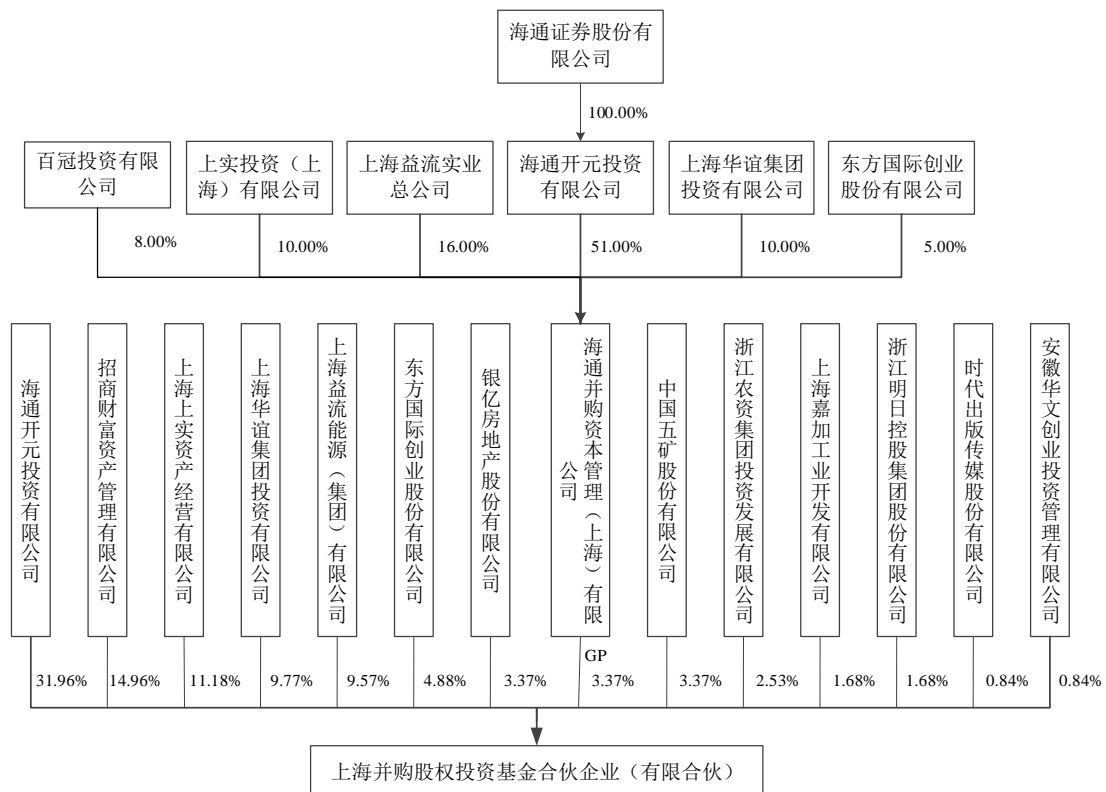 海通证券股份有
限公司
100.00%
百冠投资有限
公司
上实投资（上
海）有限公司
上海益流实业
总公司
海通开元投资
有限公司
上海华谊集团
投资有限公司
东方国际创业
股份有限公司
8.00%
10.00%
16.00%
51.00%
10.00%
5.00%
海通开元投资有限公司
招商财富资产管理有限公司
上海上实资产经营有限公司
上海华谊集团投资有限公司
上海益流能源（集团）有限公司
东方国际创业股份有限公司
银亿房地产股份有限公司
海通并购资本管理（上海）有限
公司
中国五矿股份有限公司
浙江农资集团投资发展有限公司
上海嘉加工业开发有限公司
浙江明日控股集团股份有限公司
时代出版传媒股份有限公司
安徽华文创业投资管理有限公司
GP
31.96%
14.96%
11.18%
9.77%
9.57%
4.88%
3.37%
3.37%
3.37%
2.53%
1.68%
1.68%
0.84%
0.84%
上海并购股权投资基金合伙企业（有限合伙）